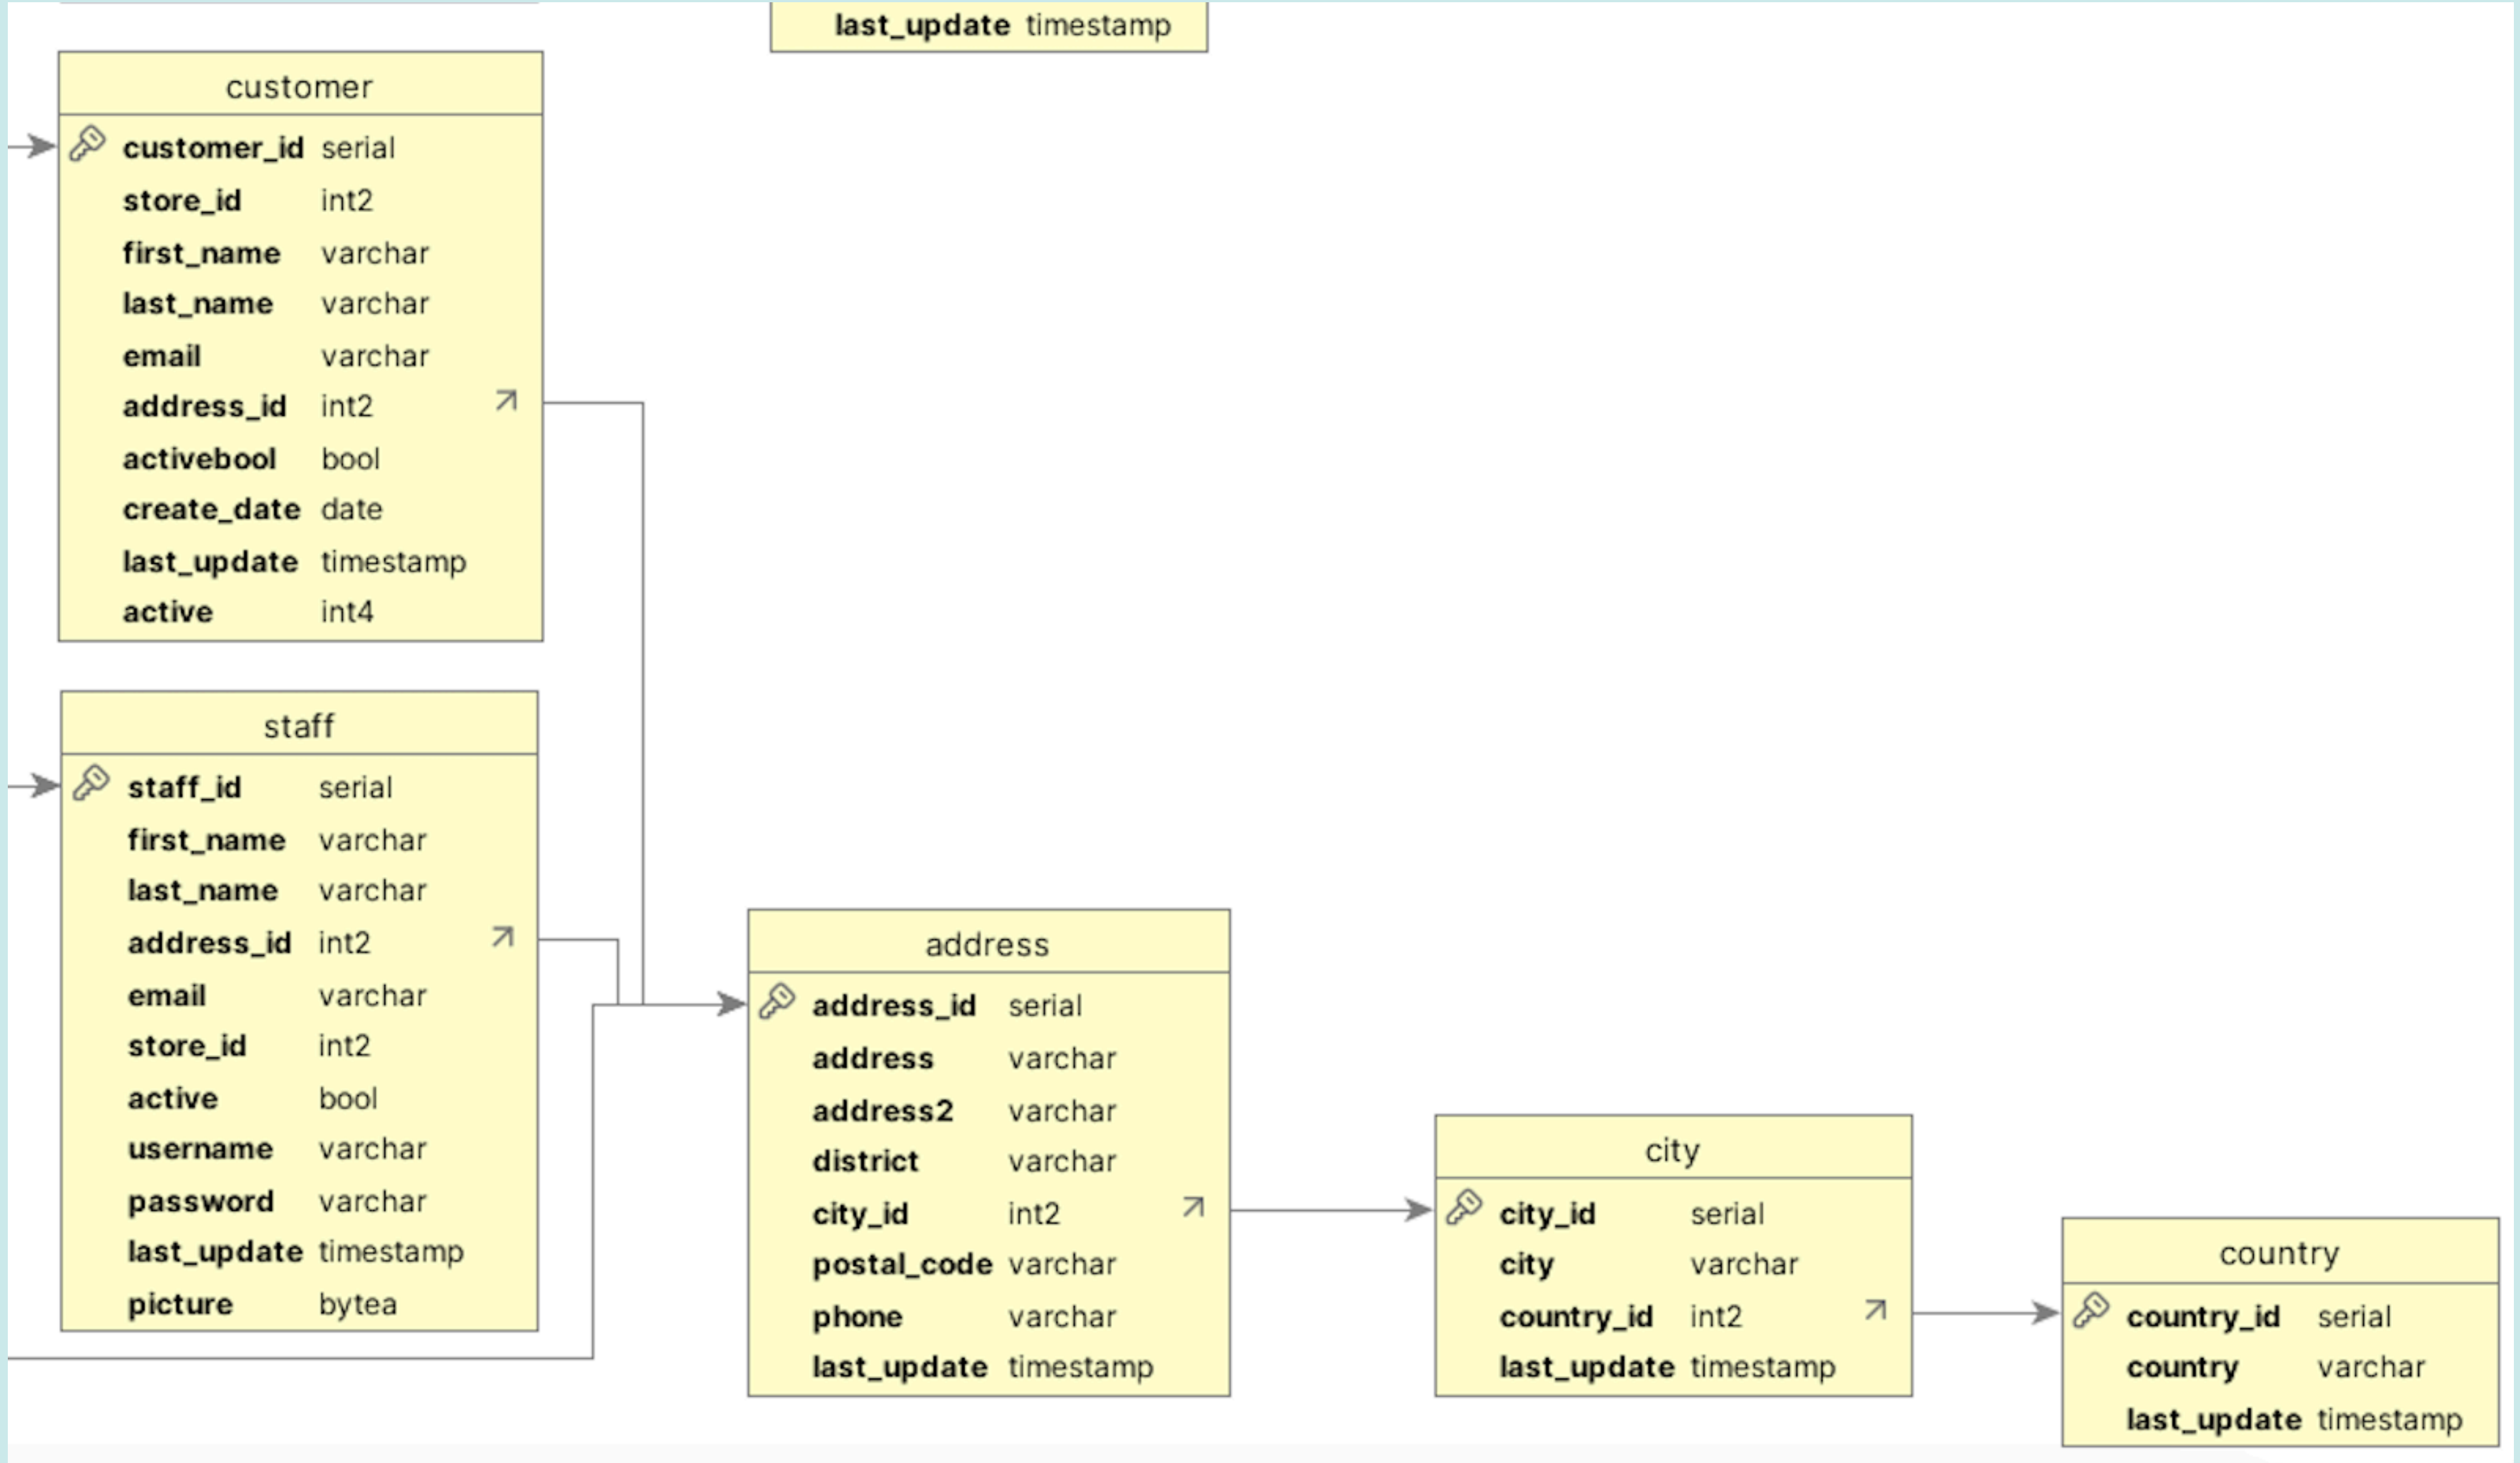 last_update timestamp
customer
customer_id serial
store_id int2
first_name varchar
last_name varchar
email varchar
address_id int2
activebool bool
create_date date
last_update timestamp
active int4
staff
staff_id serial
first_name varchar
last_name varchar
address_id int2
email varchar
store_id int2
active bool
username varchar
password varchar
last_update timestamp
picture bytea
address
address_id serial
address varchar
address2 varchar
district varchar
city_id int2
postal_code varchar
phone varchar
last_update timestamp
city
city_id serial
city varchar
country_id int2
last_update timestamp
country
country_id serial
country varchar
last_update timestamp